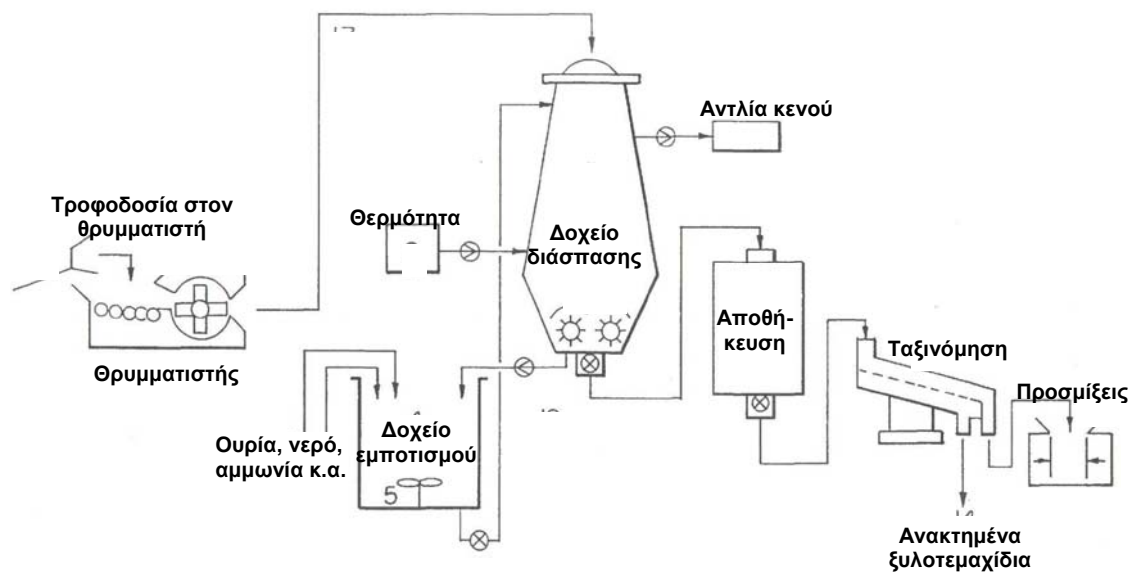 Αντλία κενού
Τροφοδοσία στον
θρυμματιστή
Θερμότητα
Δοχείο
διάσπασης
Αποθή-
κευση
Ταξινόμηση
Θρυμματιστής
Προσμίξεις
Ουρία, νερό,
αμμωνία κ.α.
Δοχείο
εμποτισμού
5
Ανακτημένα
ξυλοτεμαχίδια